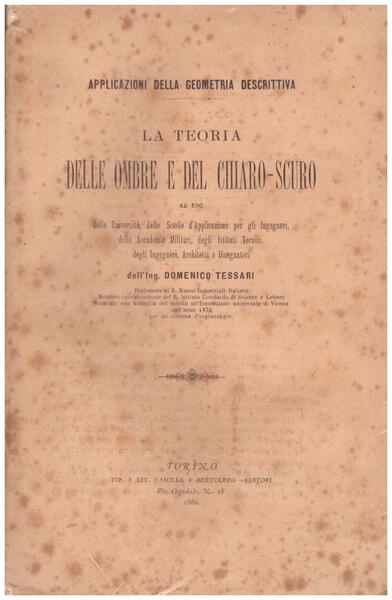 APPLICAZIONI DELLA GEOMETRIA DESCRITTIVA
LA TEORIA
DELLE OMBRE E DEL CHIARO-SCURO
AD USO
delle Università, delle Scuole d'Applicazione per gli Ingegneri,
delle Accademie Militari, degli Istituti Tecnici,
degli Ingegneri, Architetti, e Disegnatori
dell'Ing. DOMENICO TESSARI
Professore al R. Museo Industriale Italiano
Membro corrispondente del R. Istituto Lombardo di Scienze e Lettere
Premiato con medaglia del merito all'Esposizione universale di Vienna
nell'anno 1873
per un sistema d'ingranaggio.
TORINO
TIP. E LIT. CAMILLA E BERTOLERO - EDITORI
Via Ospedale, N. 18
1880.